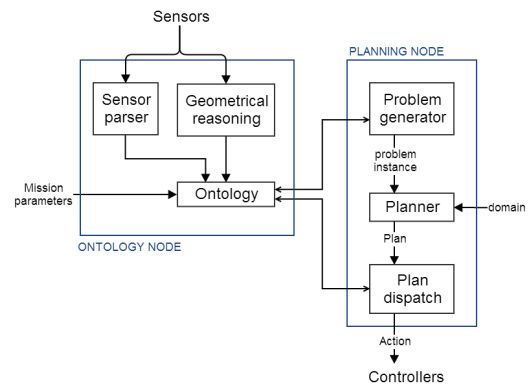 Sensors
PLANNING NODE
Sensor
parser
Geometrical
reasoning
Problem
generator
problem
instance
Mission
parameters
Ontology
Planner
domain
ONTOLOGY NODE
Plan
Plan
dispatch
Action
Controllers